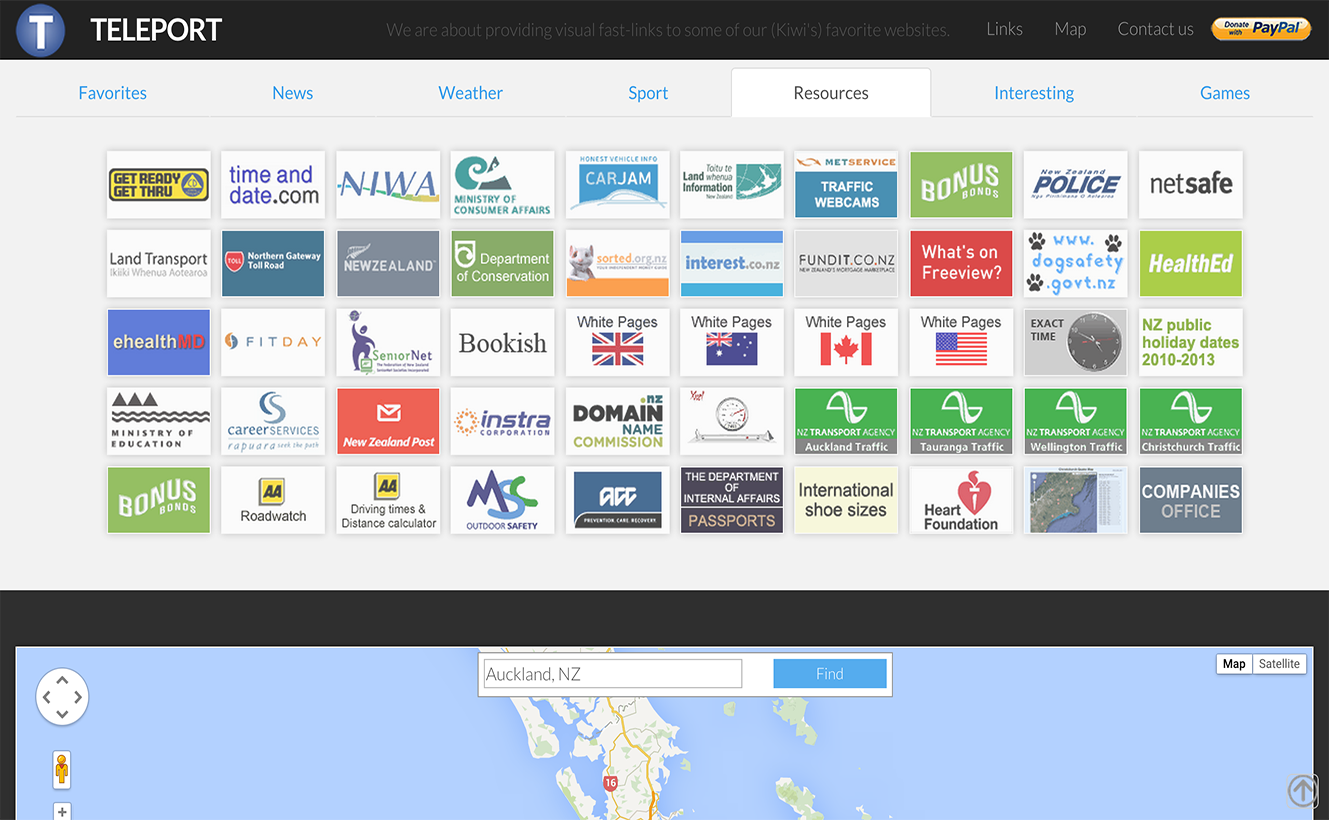 T TELEPORT
We are about providing visual fast-links to some of our (Kiwi's) favorite websites.
Links
Map
Contact us
Donate
with PayPal
Favorites
News
Weather
Sport
Resources
Interesting
Games
GET READY
GET THRU
time and
date.com
NIWA
MINISTRY OF
CONSUMER AFFAIRS
HONEST VEHICLE INFO
CARJAM
Toitu te
Land whenua
Information
New Zealand
METSERVICE
TRAFFIC
WEBCAMS
BONUS
BONDS
New Zealand
POLICE
Nga Pirihimana O Aotearoa
netsafe
Land Transport
Ikiiki Whenua Aotearoa
TOLL
Northern Gateway
Toll Road
NEWZEALAND
Department
of Conservation
sorted.org.nz
YOUR INDEPENDENT MONEY GUIDE
interest.co.nz
FUNDIT.CO.NZ
NEW ZEALAND'S MORTGAGE MARKETPLACE
What's on
Freeview?
www.
dogsafety
.govt.nz
HealthEd
ehealthMD
FITDAY
SENIORNET
The Federation of New Zealand
SeniorNet Societies Incorporated
Bookish
White Pages
White Pages
White Pages
White Pages
EXACT
TIME
NZ public
holiday dates
2010-2013
MINISTRY OF
EDUCATION
career SERVICES
rapuara seek the path
New Zealand Post
instra
CORPORATION
.nz
DOMAIN
NAME
COMMISSION
NZ TRANSPORT AGENCY
Auckland Traffic
NZ TRANSPORT AGENCY
Tauranga Traffic
NZ TRANSPORT AGENCY
Wellington Traffic
NZ TRANSPORT AGENCY
Christchurch Traffic
BONUS
BONDS
AA
Roadwatch
AA
Driving times &
Distance calculator
MSC
OUTDOOR SAFETY
ACC
PREVENTION. CARE. RECOVERY.
THE DEPARTMENT
OF
INTERNAL AFFAIRS
PASSPORTS
International
shoe sizes
Heart
Foundation
COMPANIES
OFFICE
Auckland, NZ
Find
Map
Satellite
16